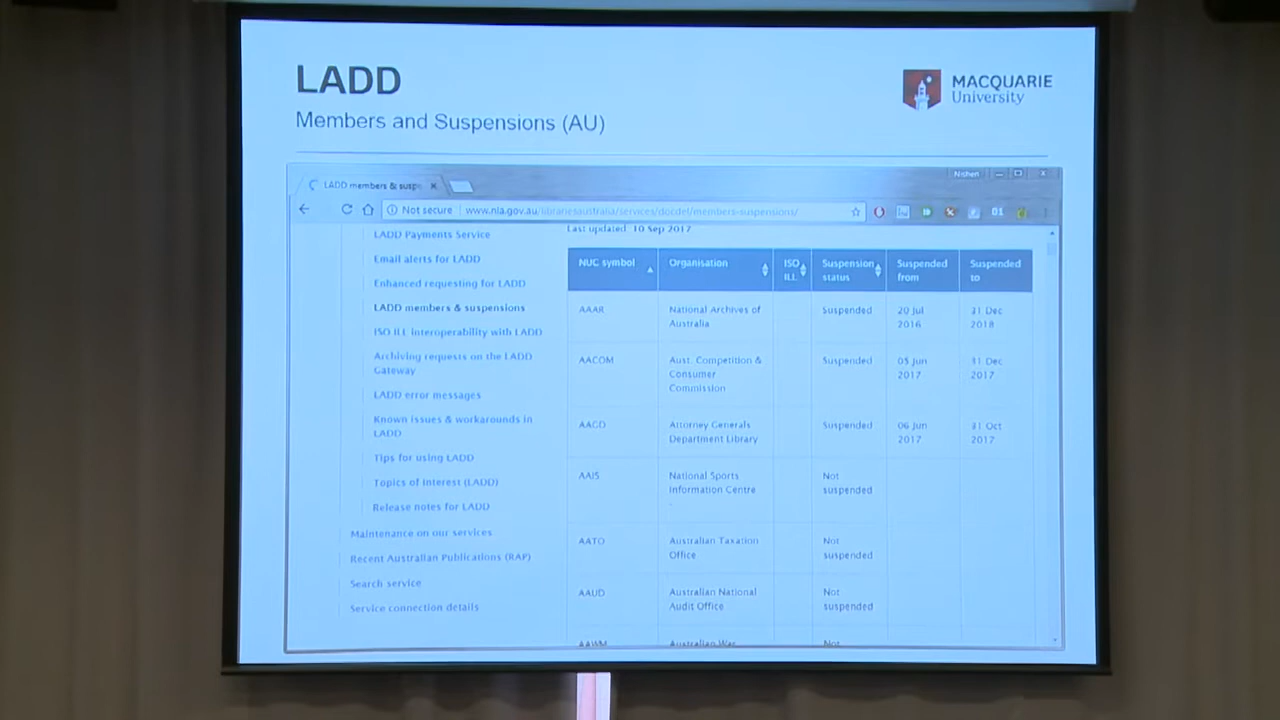 LADD
MACQUARIE
University
Members and Suspensions (AU)
Nishen
LADD members & susp
Not secure
www.nla.gov.au/librariesaustralia/services/docdel/members-suspensions/
01
LADD Payments Service
Email alerts for LADD
Enhanced requesting for LADD
LADD members & suspensions
ISO ILL interoperability with LADD
Archiving requests on the LADD
Gateway
LADD error messages
Known issues & workarounds in
LADD
Tips for using LADD
Topics of interest (LADD)
Release notes for LADD
Maintenance on our services
Recent Australian Publications (RAP)
Search service
Service connection details
Last updated: 10 Sep 2017
NUC symbol
Organisation
ISO
ILL
Suspension
status
Suspended
from
Suspended
to
AAAR
National Archives of
Australia
Suspended
20 Jul
2016
31 Dec
2018
AACOM
Aust. Competition &
Consumer
Commission
Suspended
05 Jun
2017
31 Dec
2017
AAGD
Attorney Generals
Department Library
Suspended
06 Jun
2017
31 Oct
2017
AAIS
National Sports
Information Centre
Not
suspended
AATO
Australian Taxation
Office
Not
suspended
AAUD
Australian National
Audit Office
Not
suspended
AAWM
Australian War
Not